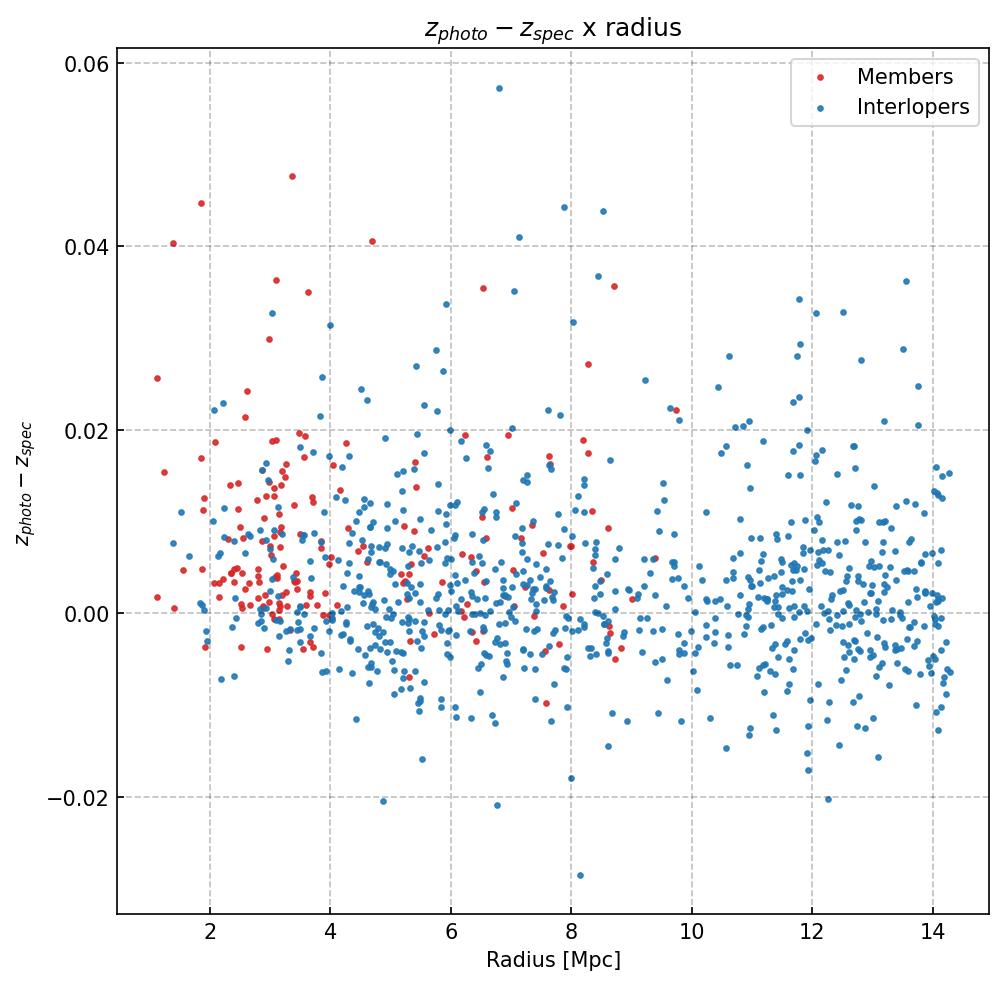 z_photo − z_spec x radius
Members
Interlopers
0.06
0.04
0.02
0.00
−0.02
z_photo − z_spec
2 4 6 8 10 12 14
Radius [Mpc]